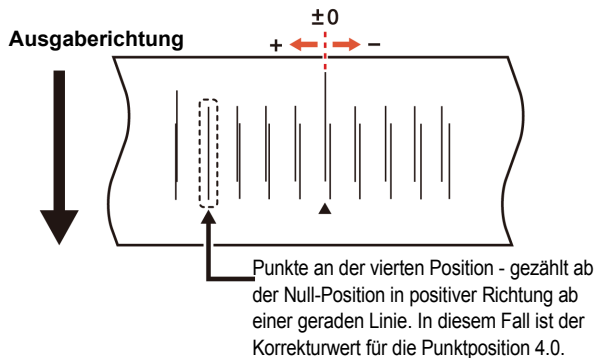 ±0
Ausgaberichtung
+ −
Punkte an der vierten Position - gezählt ab
der Null-Position in positiver Richtung ab
einer geraden Linie. In diesem Fall ist der
Korrekturwert für die Punktposition 4.0.